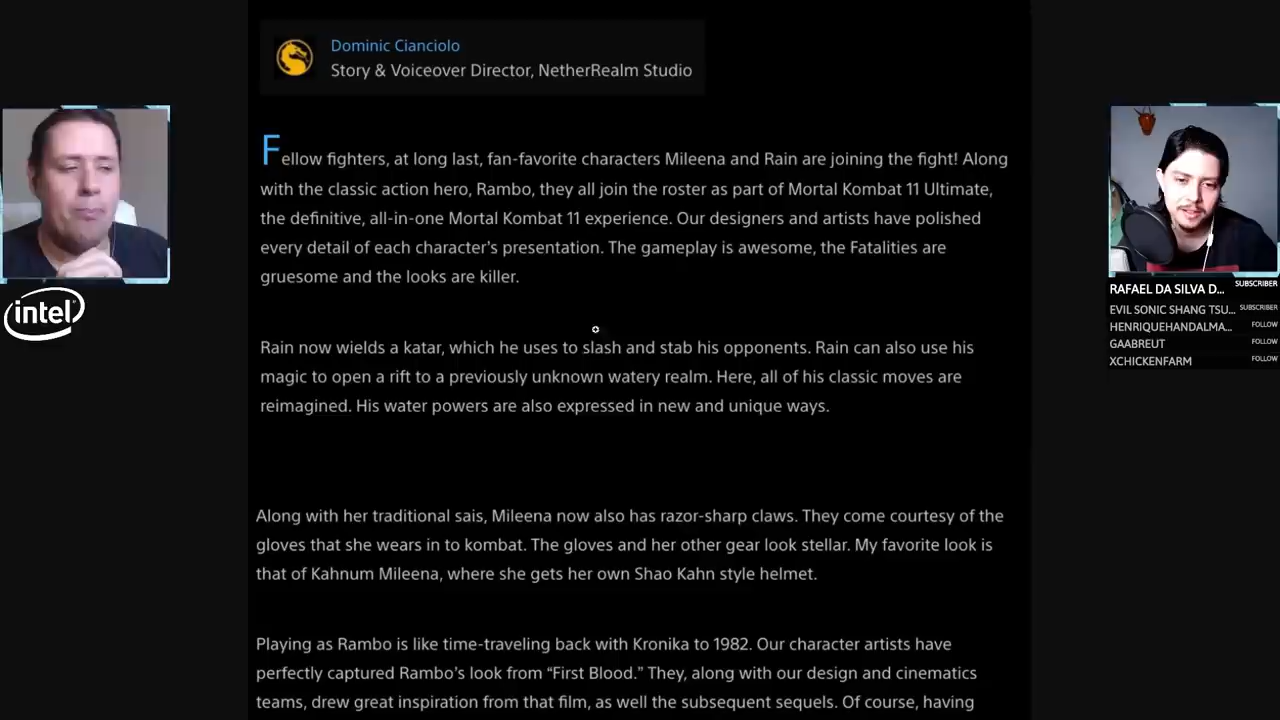 Dominic Cianciolo
Story & Voiceover Director, NetherRealm Studio
Fellow fighters, at long last, fan-favorite characters Mileena and Rain are joining the fight! Along
with the classic action hero, Rambo, they all join the roster as part of Mortal Kombat 11 Ultimate,
the definitive, all-in-one Mortal Kombat 11 experience. Our designers and artists have polished
every detail of each character's presentation. The gameplay is awesome, the Fatalities are
gruesome and the looks are killer.
Rain now wields a katar, which he uses to slash and stab his opponents. Rain can also use his
magic to open a rift to a previously unknown watery realm. Here, all of his classic moves are
reimagined. His water powers are also expressed in new and unique ways.
Along with her traditional sais, Mileena now also has razor-sharp claws. They come courtesy of the
gloves that she wears in to kombat. The gloves and her other gear look stellar. My favorite look is
that of Kahnum Mileena, where she gets her own Shao Kahn style helmet.
Playing as Rambo is like time-traveling back with Kronika to 1982. Our character artists have
perfectly captured Rambo's look from “First Blood.” They, along with our design and cinematics
teams, drew great inspiration from that film, as well the subsequent sequels. Of course, having
intel
RAFAEL DA SILVA D... SUBSCRIBER
EVIL SONIC SHANG TSU... SUBSCRIBER
HENRIQUEHANDALMA... FOLLOW
GAABREUT FOLLOW
XCHICKENFARM FOLLOW